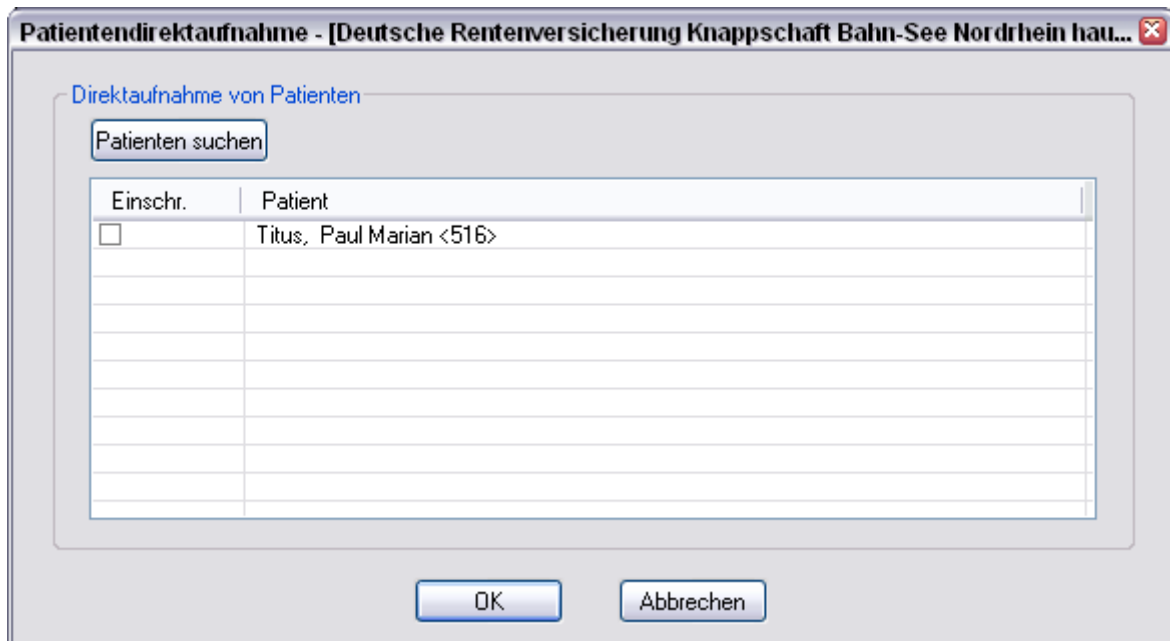 Patientendirektaufnahme - [Deutsche Rentenversicherung Knappschaft Bahn-See Nordrhein hau...
Direktaufnahme von Patienten
Patienten suchen
Einschr. Patient
Titus, Paul Marian <516>
OK Abbrechen